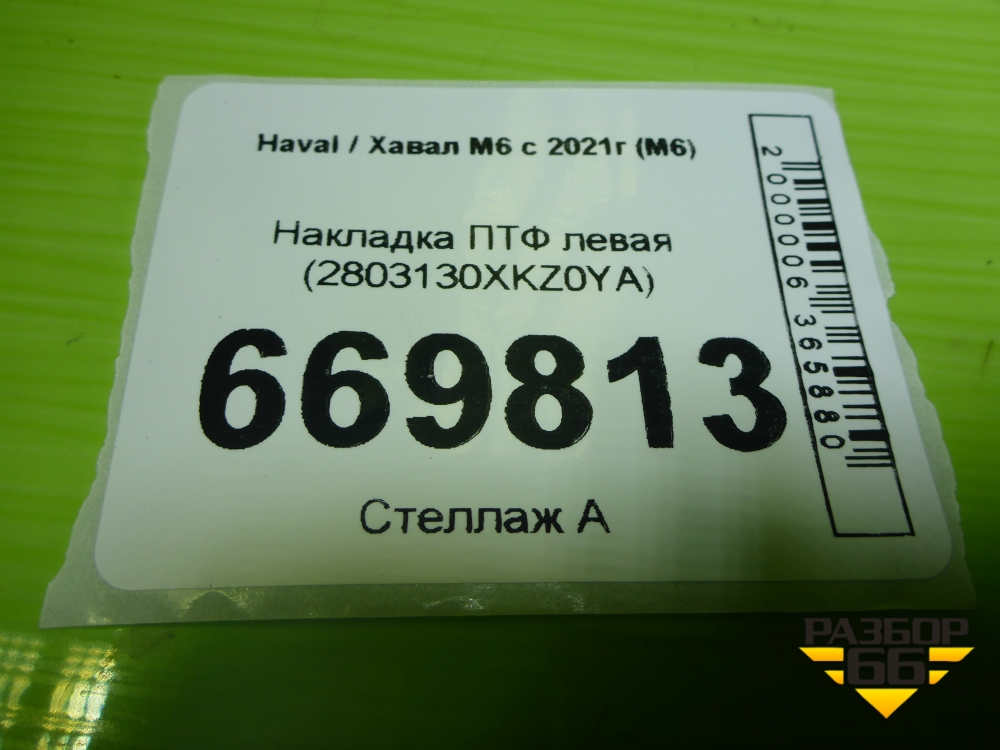 Haval / Хавал М6 с 2021г (М6)
Накладка ПТФ левая
(2803130XKZ0YA)
669813
Стеллаж А
2000006365880
РАЗБОР
66